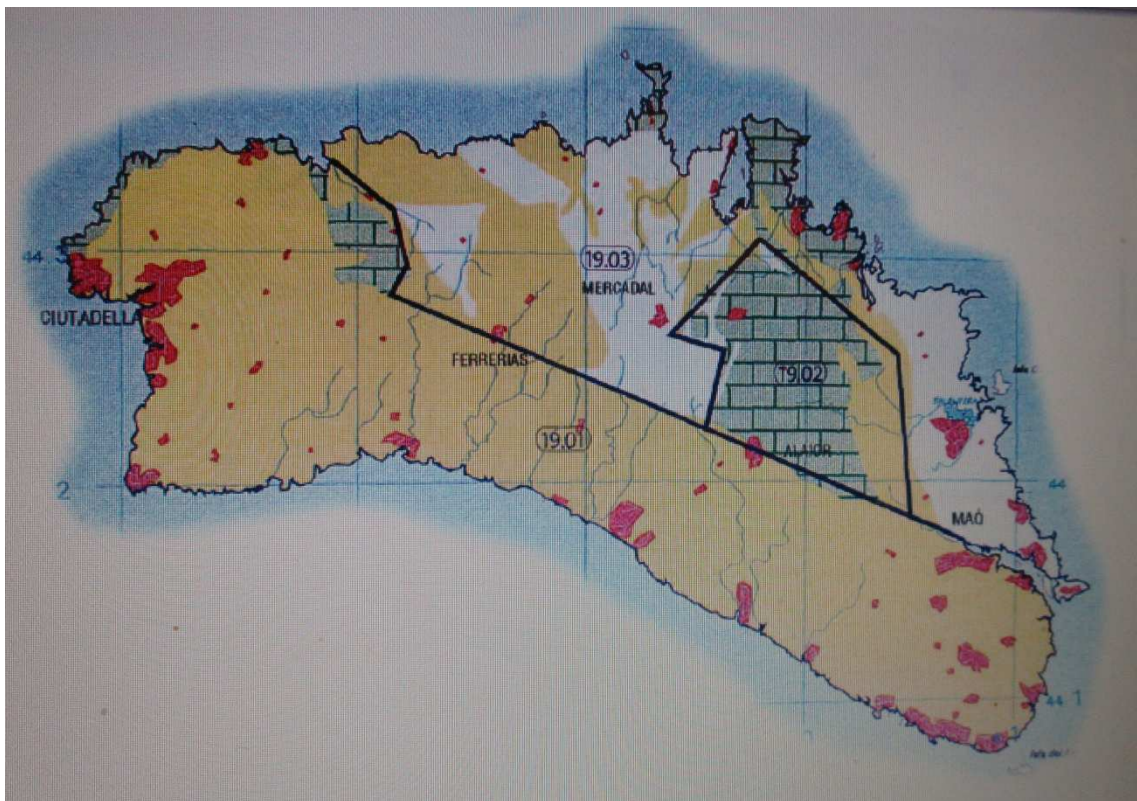 44
19.03
MERCADAL
CIUTADELLA
FERRERIAS
19.02
19.01
ALAIOR
2
44
MAÓ
44
1